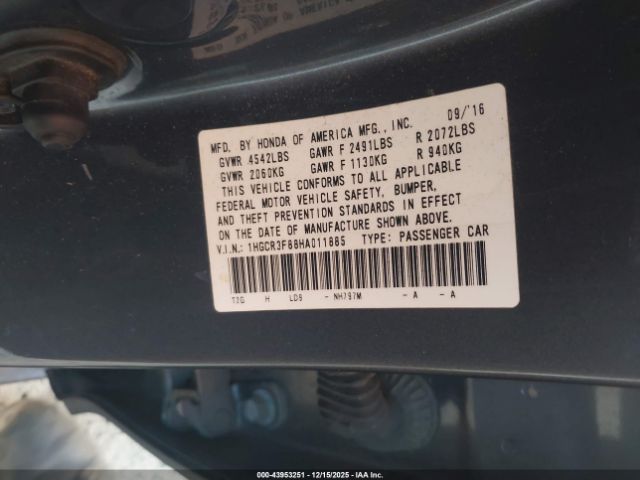 09/'16
MFD. BY HONDA OF AMERICA MFG., INC.
GVWR 4542LBS GAWR F 2491LBS R 2072LBS
GVWR 2060KG GAWR F 1130KG R 940KG
THIS VEHICLE CONFORMS TO ALL APPLICABLE
FEDERAL MOTOR VEHICLE SAFETY, BUMPER,
AND THEFT PREVENTION STANDARDS IN EFFECT
ON THE DATE OF MANUFACTURE SHOWN ABOVE.
V.I.N.: 1HGCR3F88HA011885 TYPE: PASSENGER CAR
T2G H LD9 - NH797M - A - A
00 - 43953251 - 12/15/2025 - IAA Inc.